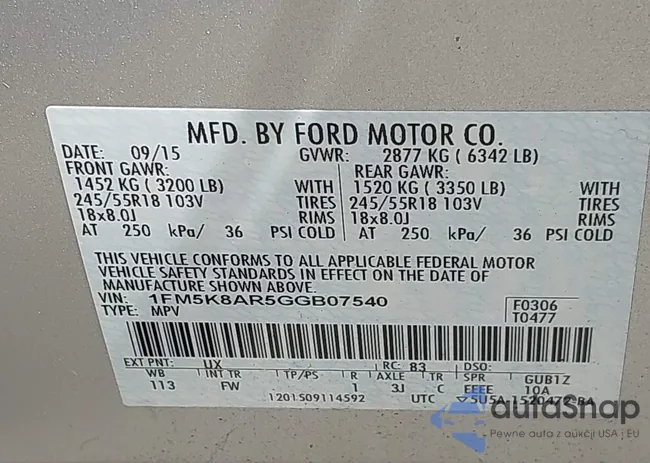 MFD. BY FORD MOTOR CO.
DATE: 09/15 GVWR: 2877 KG ( 6342 LB)
FRONT GAWR: REAR GAWR:
1452 KG ( 3200 LB) WITH 1520 KG ( 3350 LB) WITH
245/55R18 103V TIRES 245/55R18 103V TIRES
18x8.0J RIMS 18x8.0J RIMS
AT 250 kPa/ 36 PSI COLD AT 250 kPa/ 36 PSI COLD
THIS VEHICLE CONFORMS TO ALL APPLICABLE FEDERAL MOTOR
VEHICLE SAFETY STANDARDS IN EFFECT ON THE DATE OF
MANUFACTURE SHOWN ABOVE.
VIN: 1FM5K8AR5GGB07540 F0306
TYPE: MPV T0477
EXT PNT: UX RC: 83 DSO:
WB INT TR TP/PS R AXLE TR SPR GUB1Z
113 FW 1 3J C EEEE 10A
1201509114592 UTC ▽5U5A-1520472-BA
autaSnap
Pewne auta z aukcji USA i EU